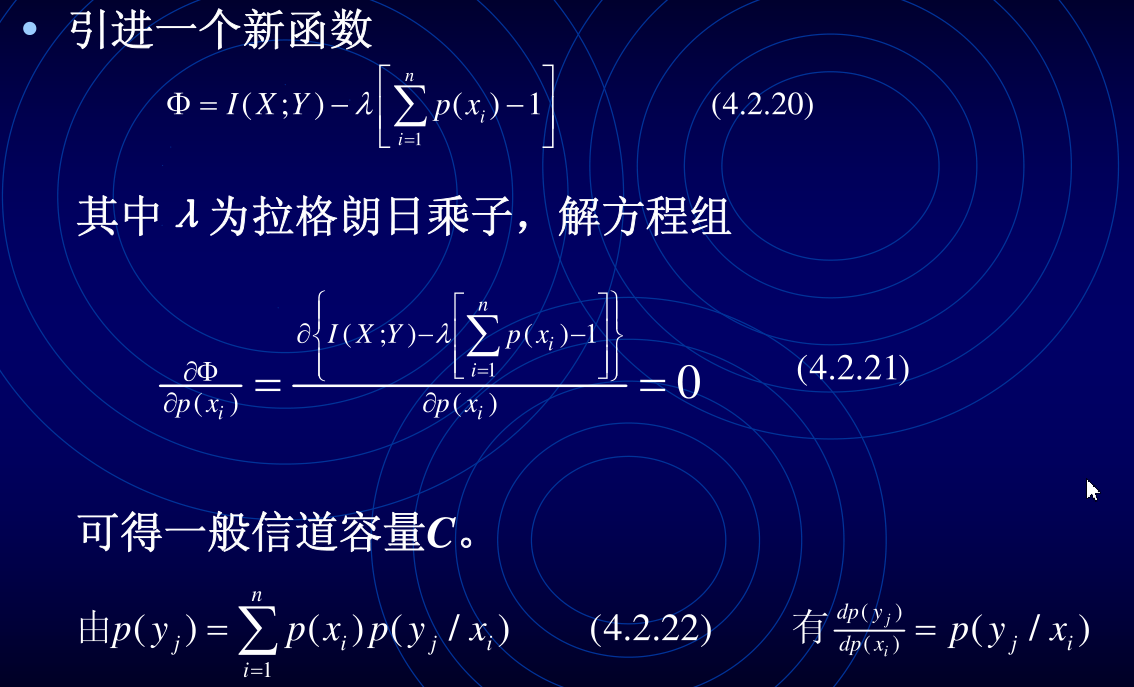 • 引进一个新函数
Φ = I(X;Y) − λ[∑_{i=1}^{n} p(x_i) − 1] (4.2.20)
其中 λ 为拉格朗日乘子，解方程组
∂Φ/∂p(x_i) = ∂{I(X;Y)−λ[∑_{i=1}^{n} p(x_i)−1]}/∂p(x_i) = 0 (4.2.21)
可得一般信道容量C。
由p(y_j) = ∑_{i=1}^{n} p(x_i)p(y_j / x_i) (4.2.22) 有 dp(y_j)/dp(x_i) = p(y_j / x_i)